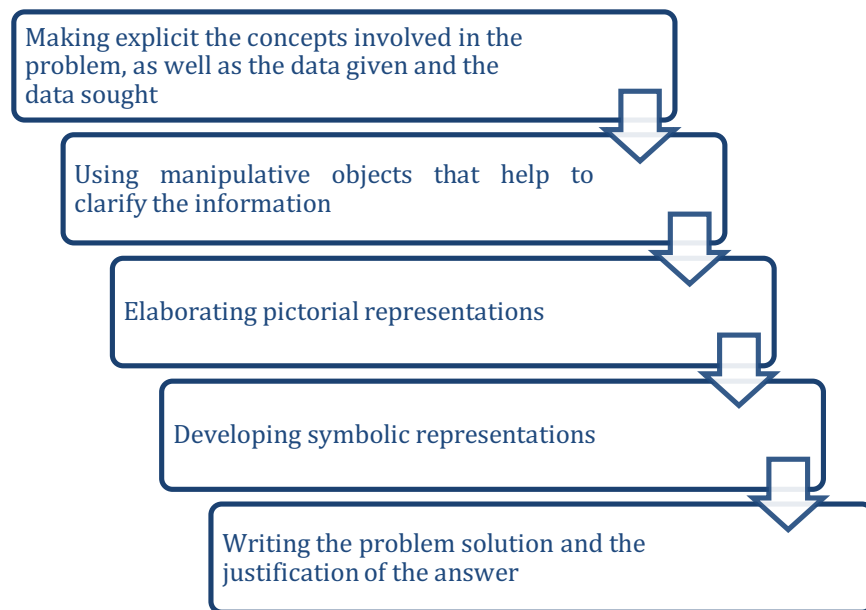 Making explicit the concepts involved in the
problem, as well as the data given and the
data sought
Using manipulative objects that help to
clarify the information
Elaborating pictorial representations
Developing symbolic representations
Writing the problem solution and the
justification of the answer